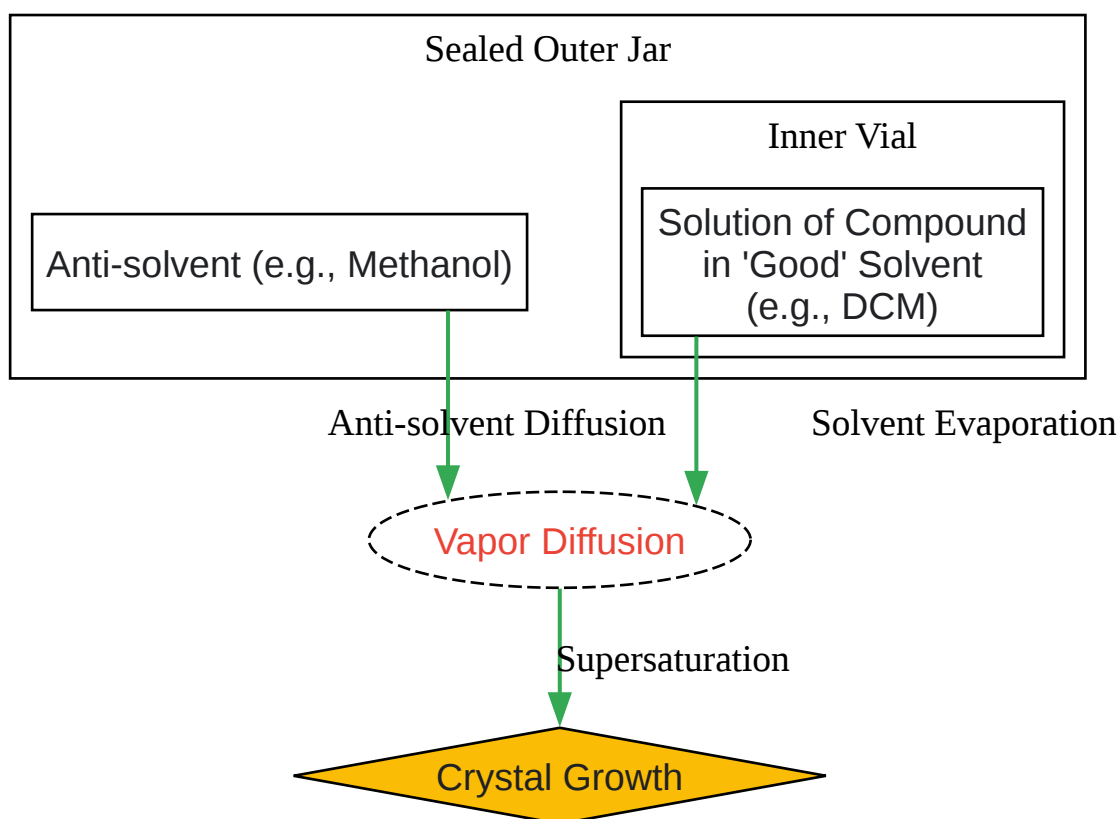 Sealed Outer Jar
Inner Vial
Anti-solvent (e.g., Methanol)
Solution of Compound
in 'Good' Solvent
(e.g., DCM)
Anti-solvent Diffusion
Solvent Evaporation
Vapor Diffusion
Supersaturation
Crystal Growth